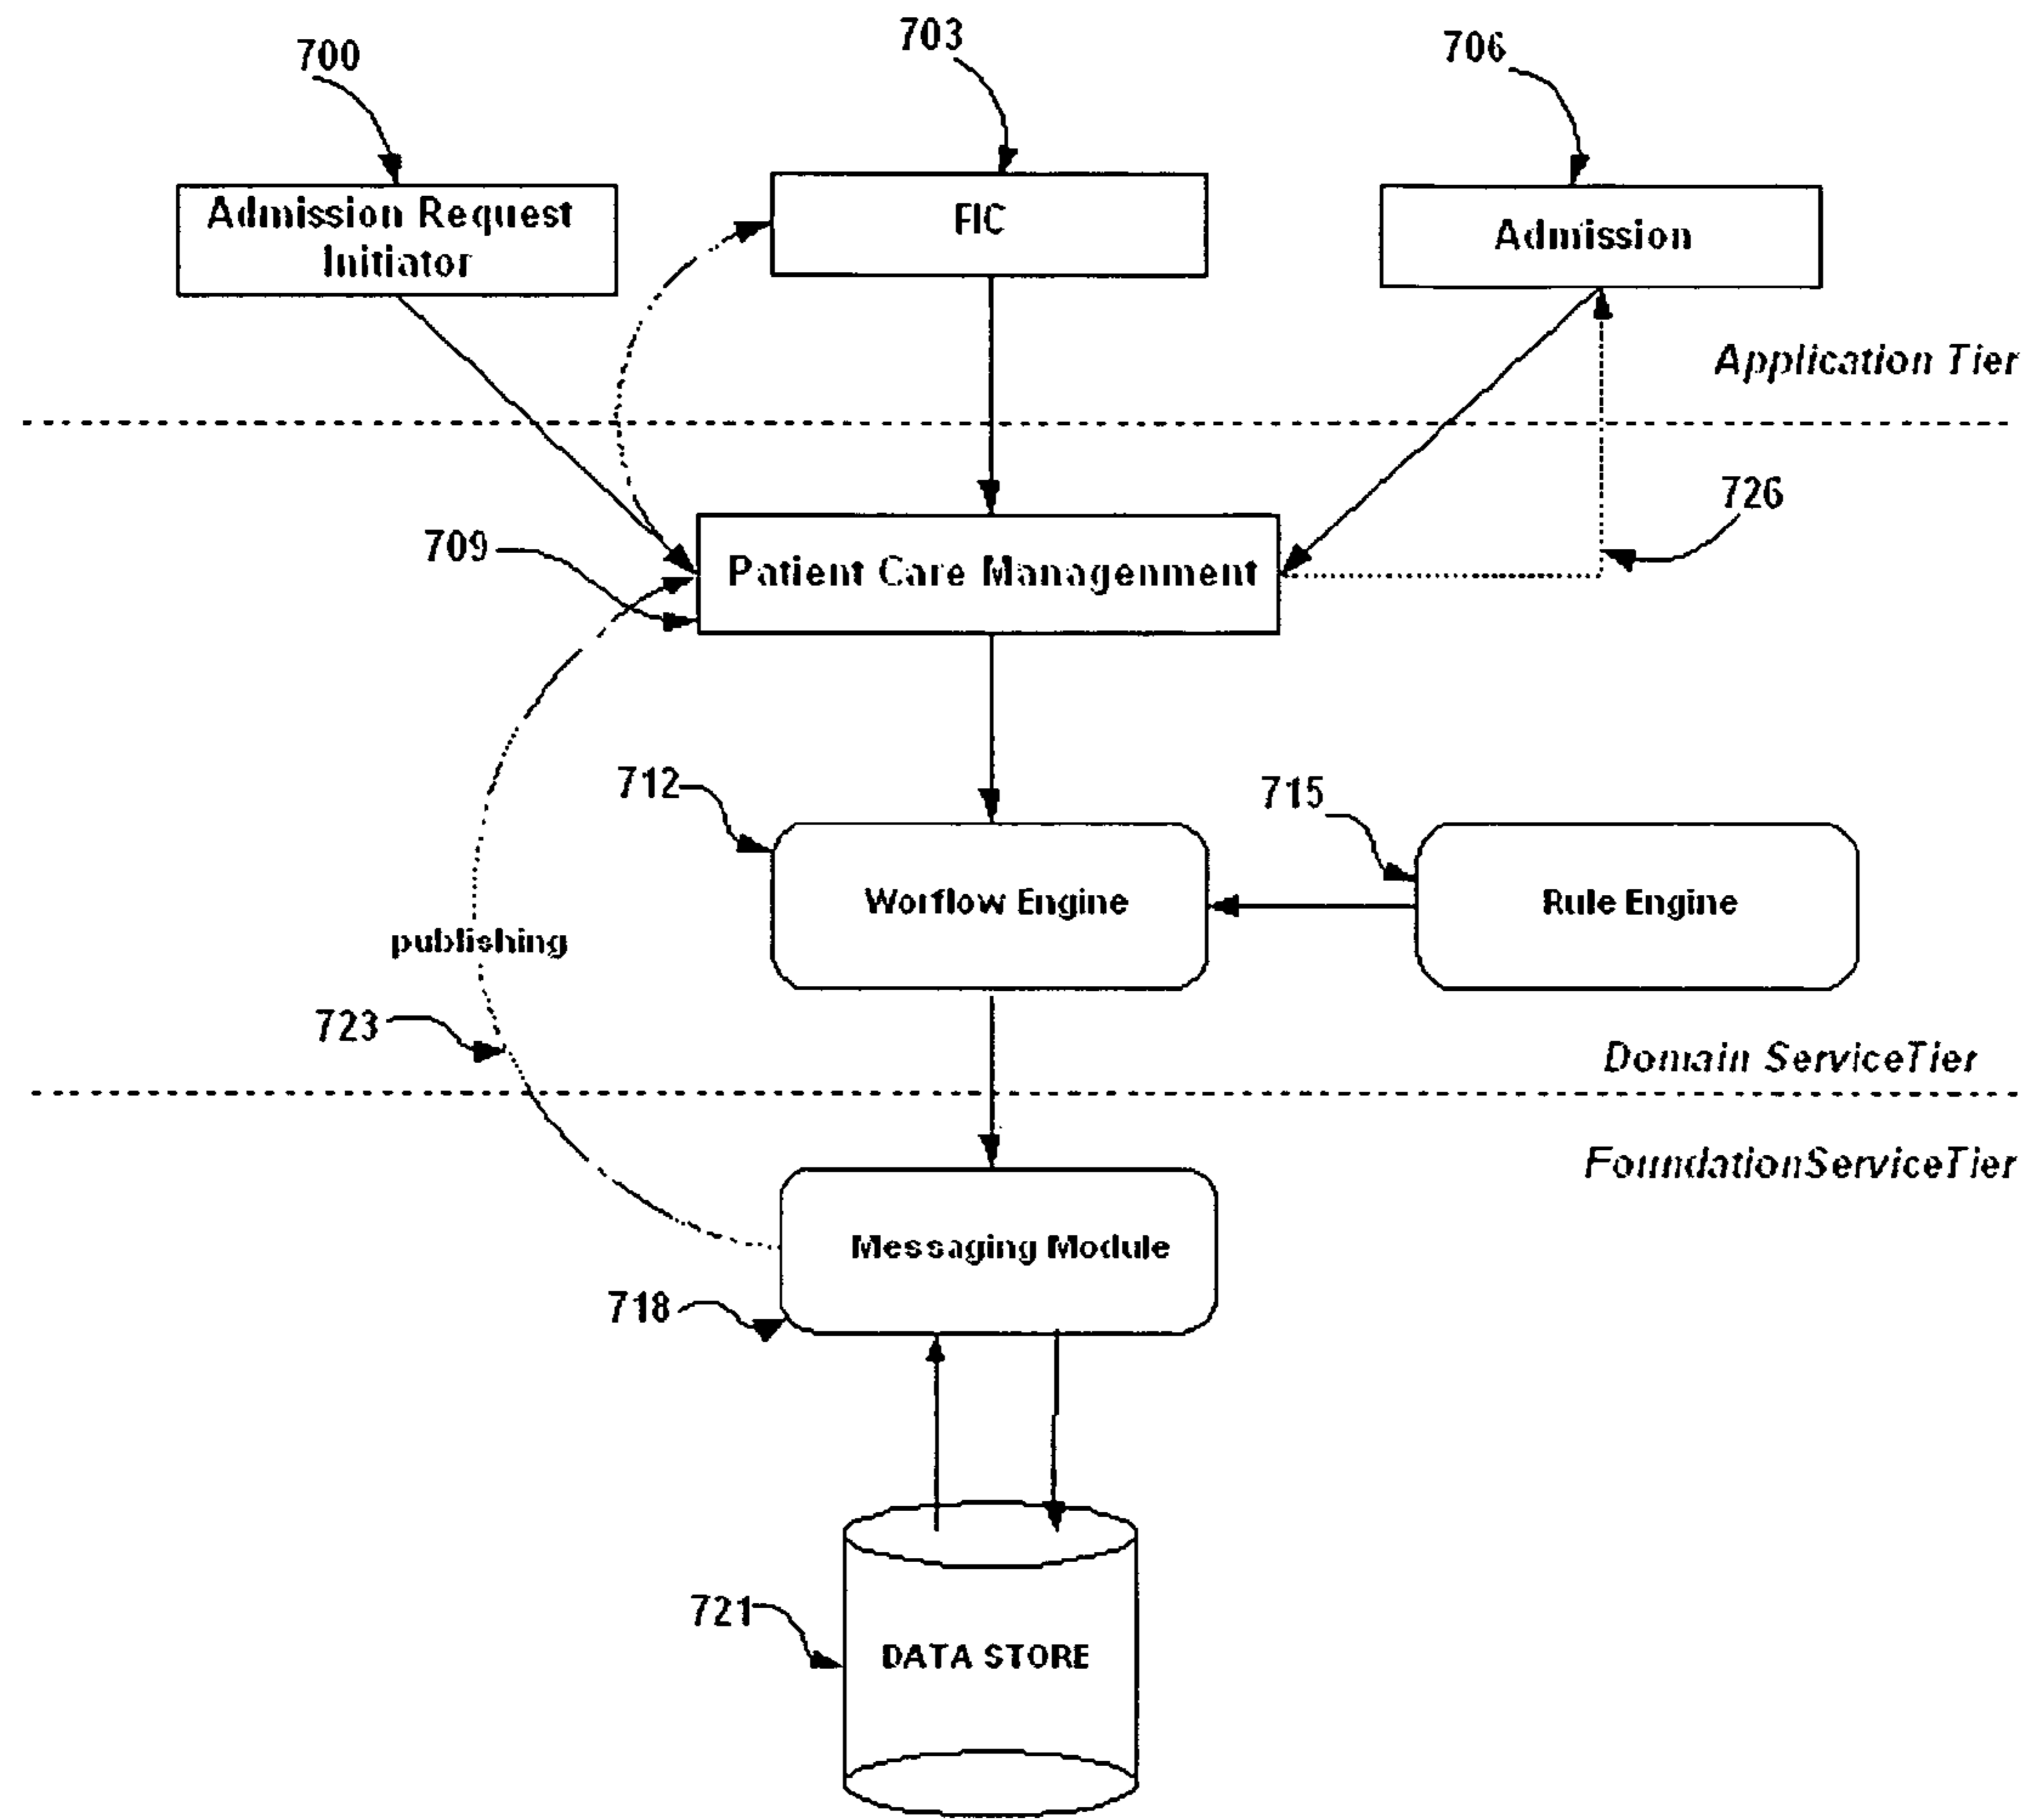 700
703
706
Admission Request
Initiator
FIC
Admission
Application Tier
726
709
Patient Care Managenment
712
715
Worflow Engine
Rule Engine
publishing
723
Domain ServiceTier
FoundationServiceTier
Messaging Module
718
721
DATA STORE